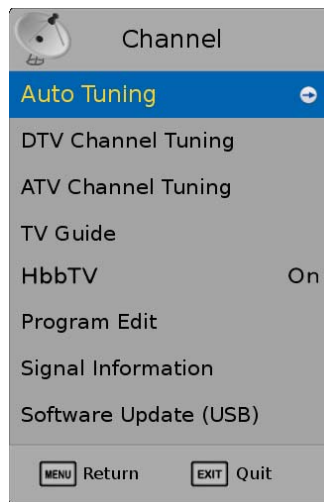 Channel
Auto Tuning
DTV Channel Tuning
ATV Channel Tuning
TV Guide
HbbTV On
Program Edit
Signal Information
Software Update (USB)
MENU Return EXIT Quit